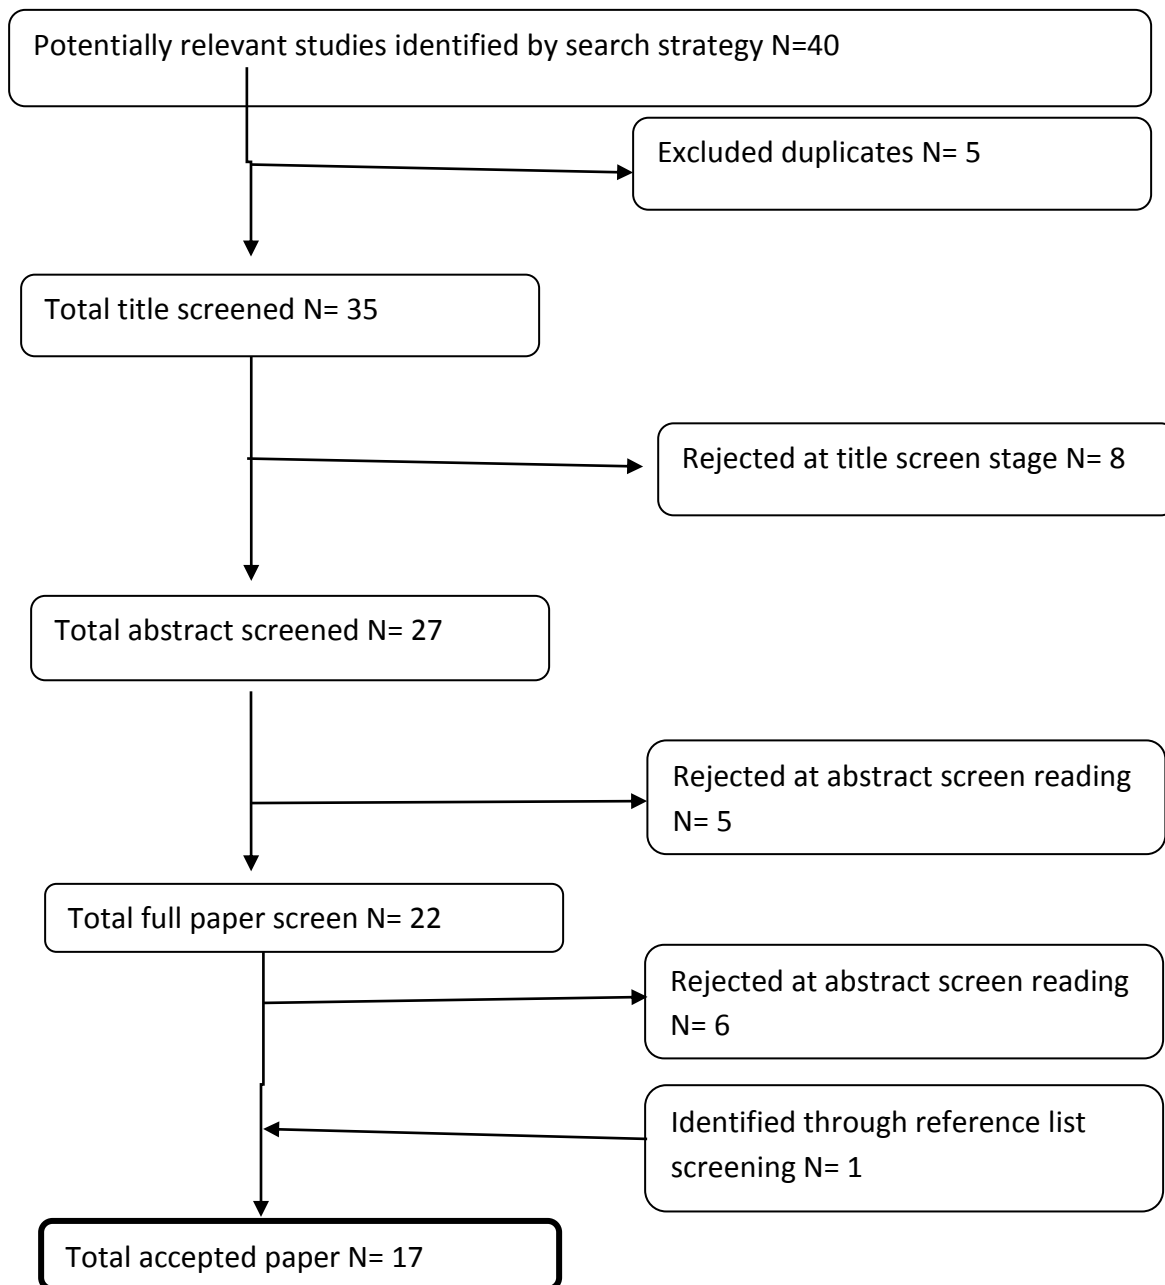 Potentially relevant studies identified by search strategy N=40
Excluded duplicates N= 5
Total title screened N= 35
Rejected at title screen stage N= 8
Total abstract screened N= 27
Rejected at abstract screen reading
N= 5
Total full paper screen N= 22
Rejected at abstract screen reading
N= 6
Identified through reference list
screening N= 1
Total accepted paper N= 17